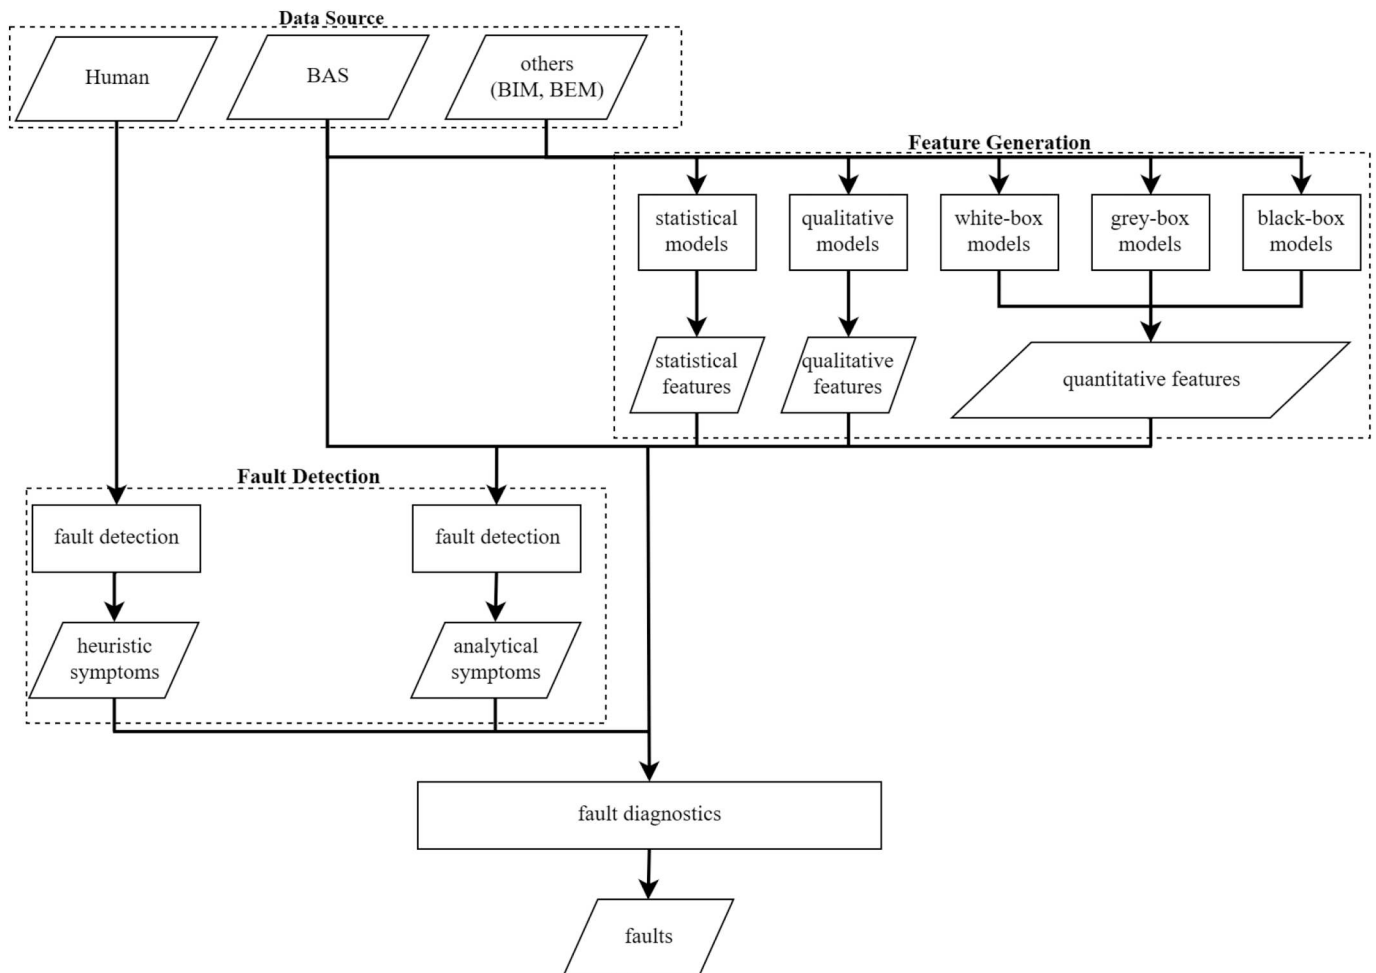 Data Source
Human
BAS
others
(BIM, BEM)
Feature Generation
statistical
models
qualitative
models
white-box
models
grey-box
models
black-box
models
statistical
features
qualitative
features
quantitative features
Fault Detection
fault detection
fault detection
heuristic
symptoms
analytical
symptoms
fault diagnostics
faults